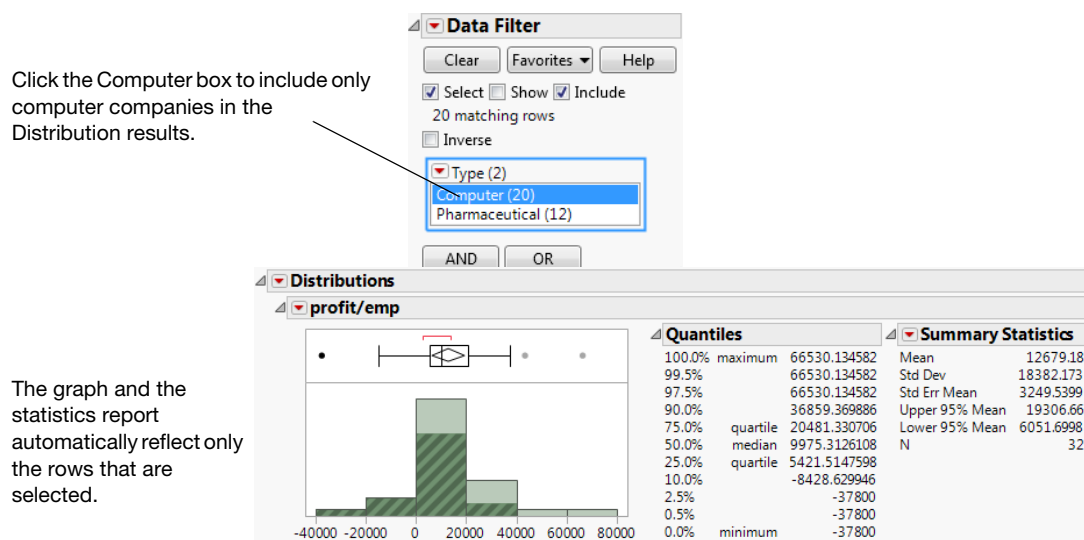 Data Filter
Clear Favorites Help
Click the Computer box to include only
computer companies in the
Distribution results.
Select Show Include
20 matching rows
Inverse
Type (2)
Computer (20)
Pharmaceutical (12)
AND OR
Distributions
profit/emp
The graph and the
statistics report
automatically reflect only
the rows that are
selected.
-40000 -20000 0 20000 40000 60000 80000
Quantiles
100.0% maximum 66530.134582
99.5% 66530.134582
97.5% 66530.134582
90.0% 36859.369886
75.0% quartile 20481.330706
50.0% median 9975.3126108
25.0% quartile 5421.5147598
10.0% -8428.629946
2.5% -37800
0.5% -37800
0.0% minimum -37800
Summary Statistics
Mean 12679.18
Std Dev 18382.173
Std Err Mean 3249.5399
Upper 95% Mean 19306.66
Lower 95% Mean 6051.6998
N 32